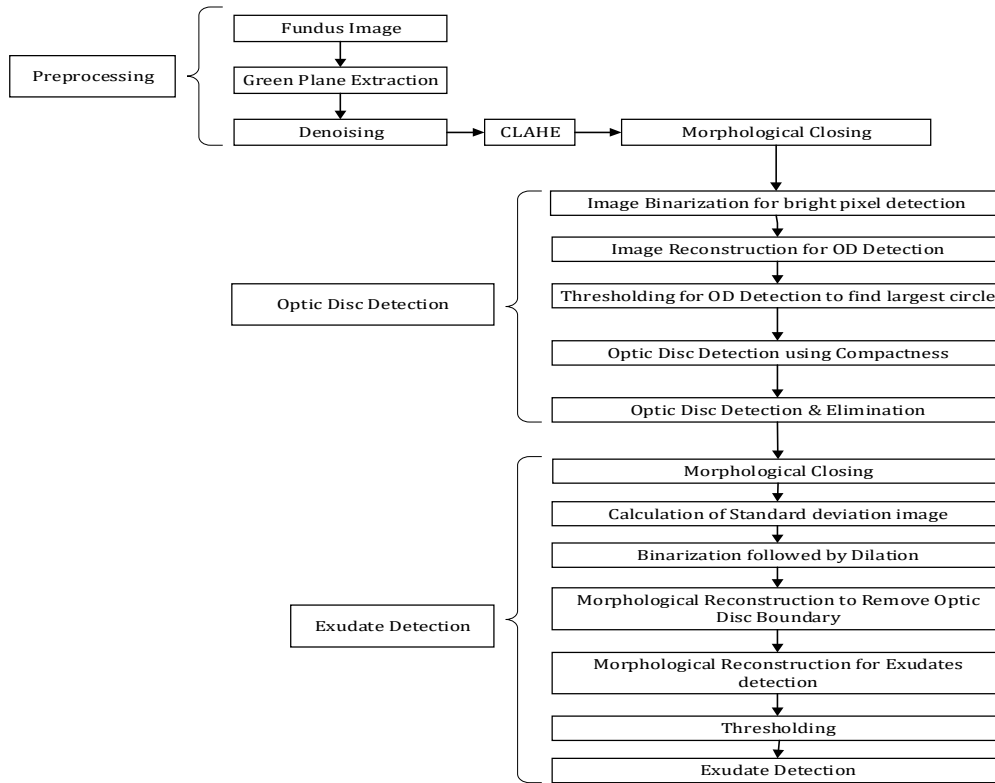 Preprocessing
Fundus Image
Green Plane Extraction
Denoising
CLAHE
Morphological Closing
Optic Disc Detection
Image Binarization for bright pixel detection
Image Reconstruction for OD Detection
Thresholding for OD Detection to find largest circle
Optic Disc Detection using Compactness
Optic Disc Detection & Elimination
Exudate Detection
Morphological Closing
Calculation of Standard deviation image
Binarization followed by Dilation
Morphological Reconstruction to Remove Optic
Disc Boundary
Morphological Reconstruction for Exudates
detection
Thresholding
Exudate Detection